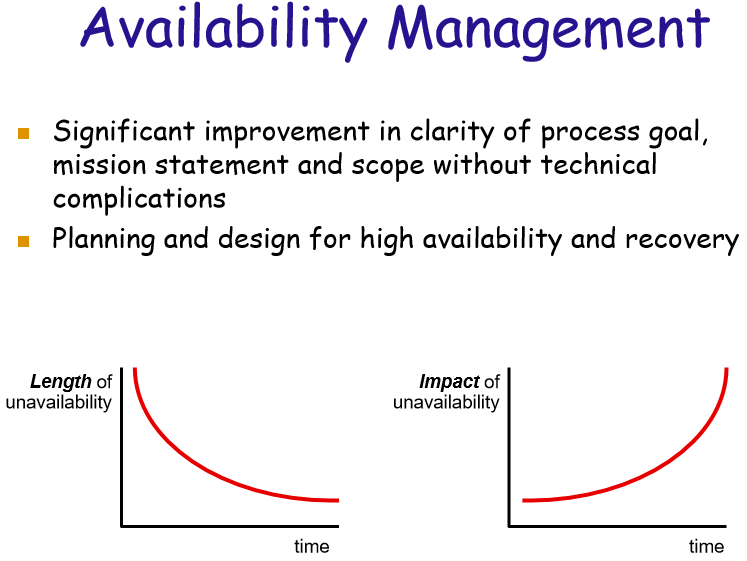 Availability Management
Significant improvement in clarity of process goal,
mission statement and scope without technical
complications
Planning and design for high availability and recovery
Length of
unavailability
time
Impact of
unavailability
time